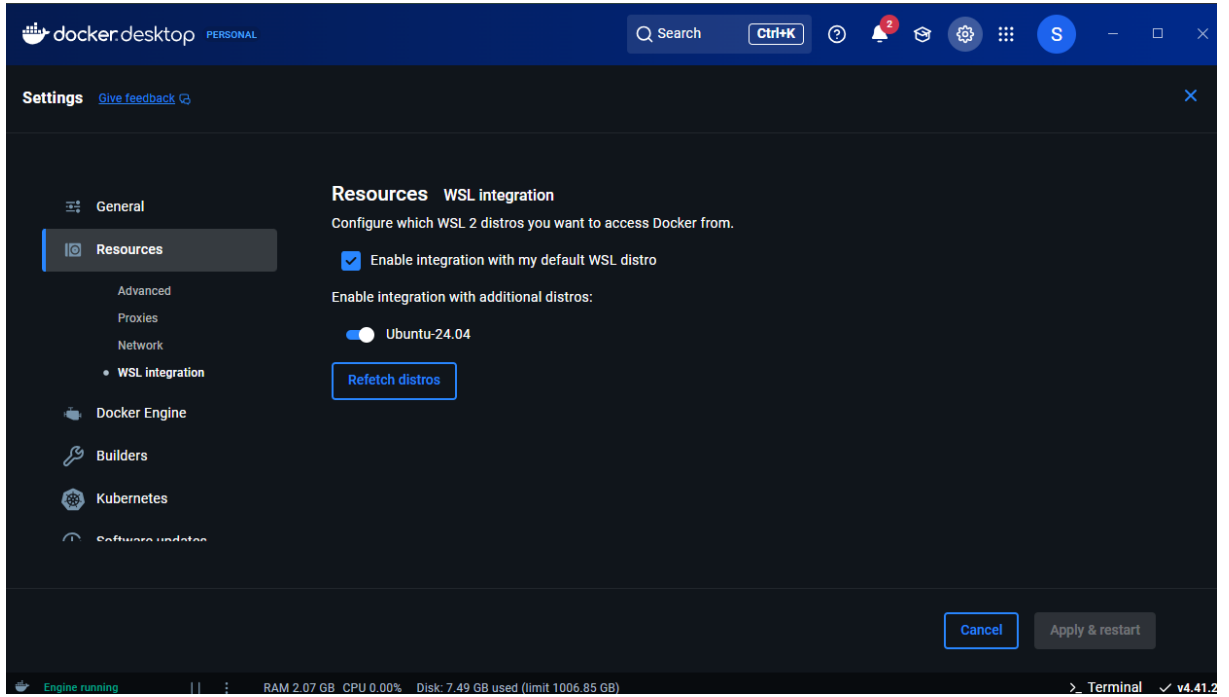 docker.desktop PERSONAL Search Ctrl+K 2 S
Settings Give feedback
General
Resources
Advanced
Proxies
Network
WSL integration
Docker Engine
Builders
Kubernetes
Software updates
Resources WSL integration
Configure which WSL 2 distros you want to access Docker from.
Enable integration with my default WSL distro
Enable integration with additional distros:
Ubuntu-24.04
Refetch distros
Cancel Apply & restart
Engine running RAM 2.07 GB CPU 0.00% Disk: 7.49 GB used (limit 1006.85 GB) >_ Terminal v4.41.2